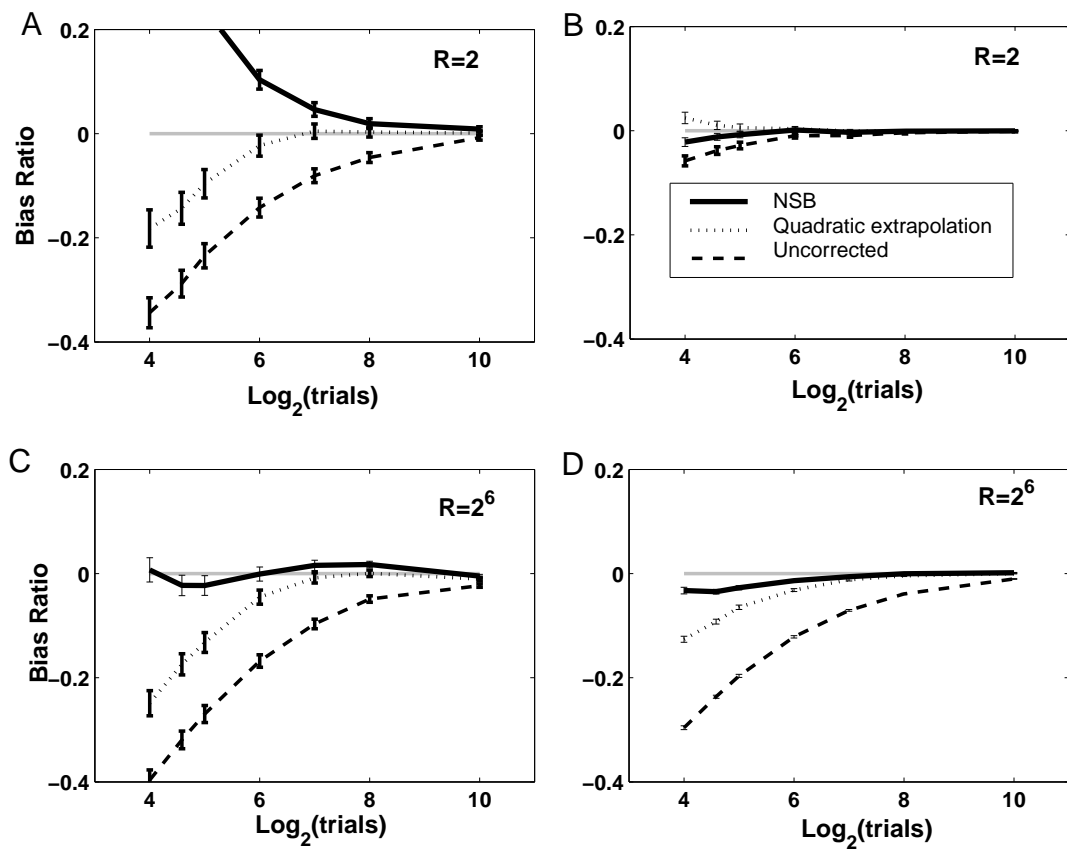 A
B
0.2
0
−0.2
−0.4
Bias Ratio
R=2
4 6 8 10
Log2(trials)
0.2
0
−0.2
−0.4
R=2
NSB
Quadratic extrapolation
Uncorrected
4 6 8 10
Log2(trials)
C
D
0.2
0
−0.2
−0.4
Bias Ratio
R=2^6
4 6 8 10
Log2(trials)
0.2
0
−0.2
−0.4
R=2^6
4 6 8 10
Log2(trials)